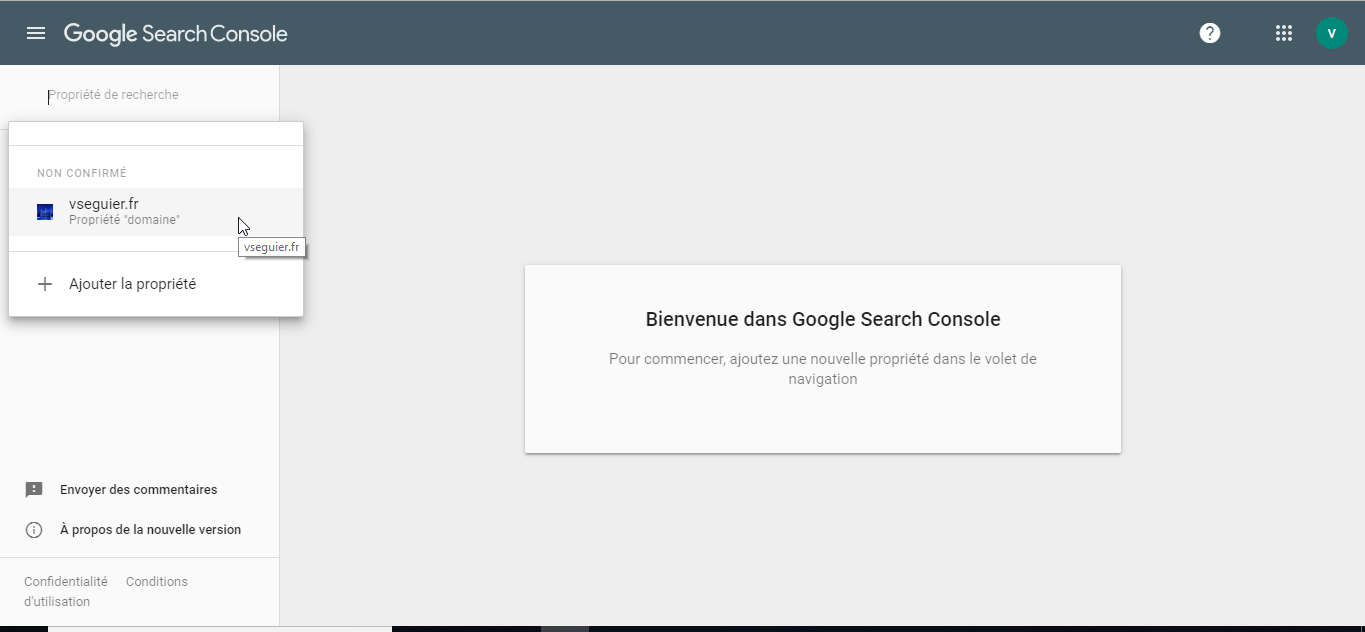 Google Search Console
?
V
Propriété de recherche
NON CONFIRMÉ
vseguier.fr
Propriété "domaine"
vseguier.fr
Ajouter la propriété
Bienvenue dans Google Search Console
Pour commencer, ajoutez une nouvelle propriété dans le volet de
navigation
Envoyer des commentaires
À propos de la nouvelle version
Confidentialité Conditions
d'utilisation